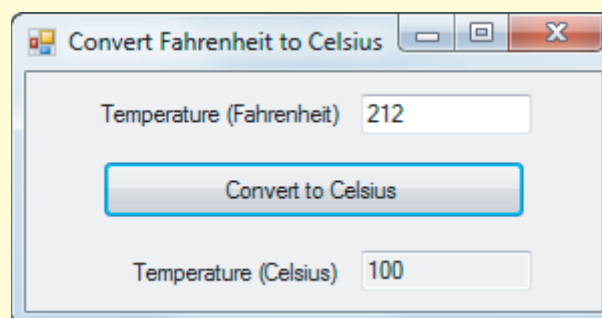 Convert Fahrenheit to Celsius
Temperature (Fahrenheit) 212
Convert to Celsius
Temperature (Celsius) 100